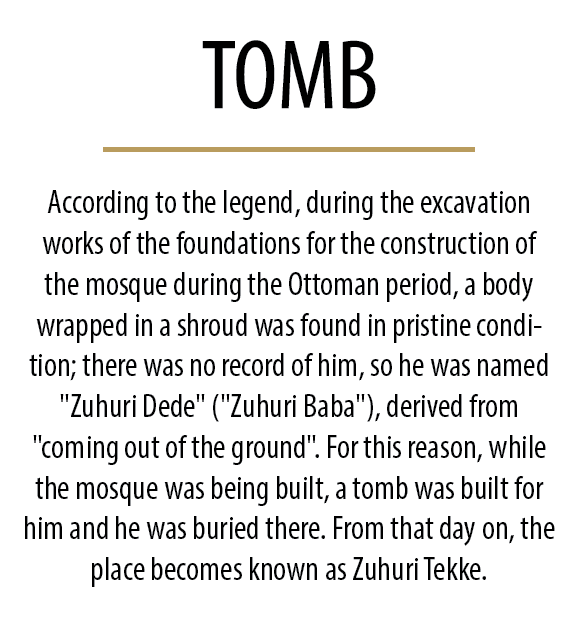 TOMB
According to the legend, during the excavation
works of the foundations for the construction of
the mosque during the Ottoman period, a body
wrapped in a shroud was found in pristine condi-
tion; there was no record of him, so he was named
"Zuhuri Dede" ("Zuhuri Baba"), derived from
"coming out of the ground". For this reason, while
the mosque was being built, a tomb was built for
him and he was buried there. From that day on, the
place becomes known as Zuhuri Tekke.